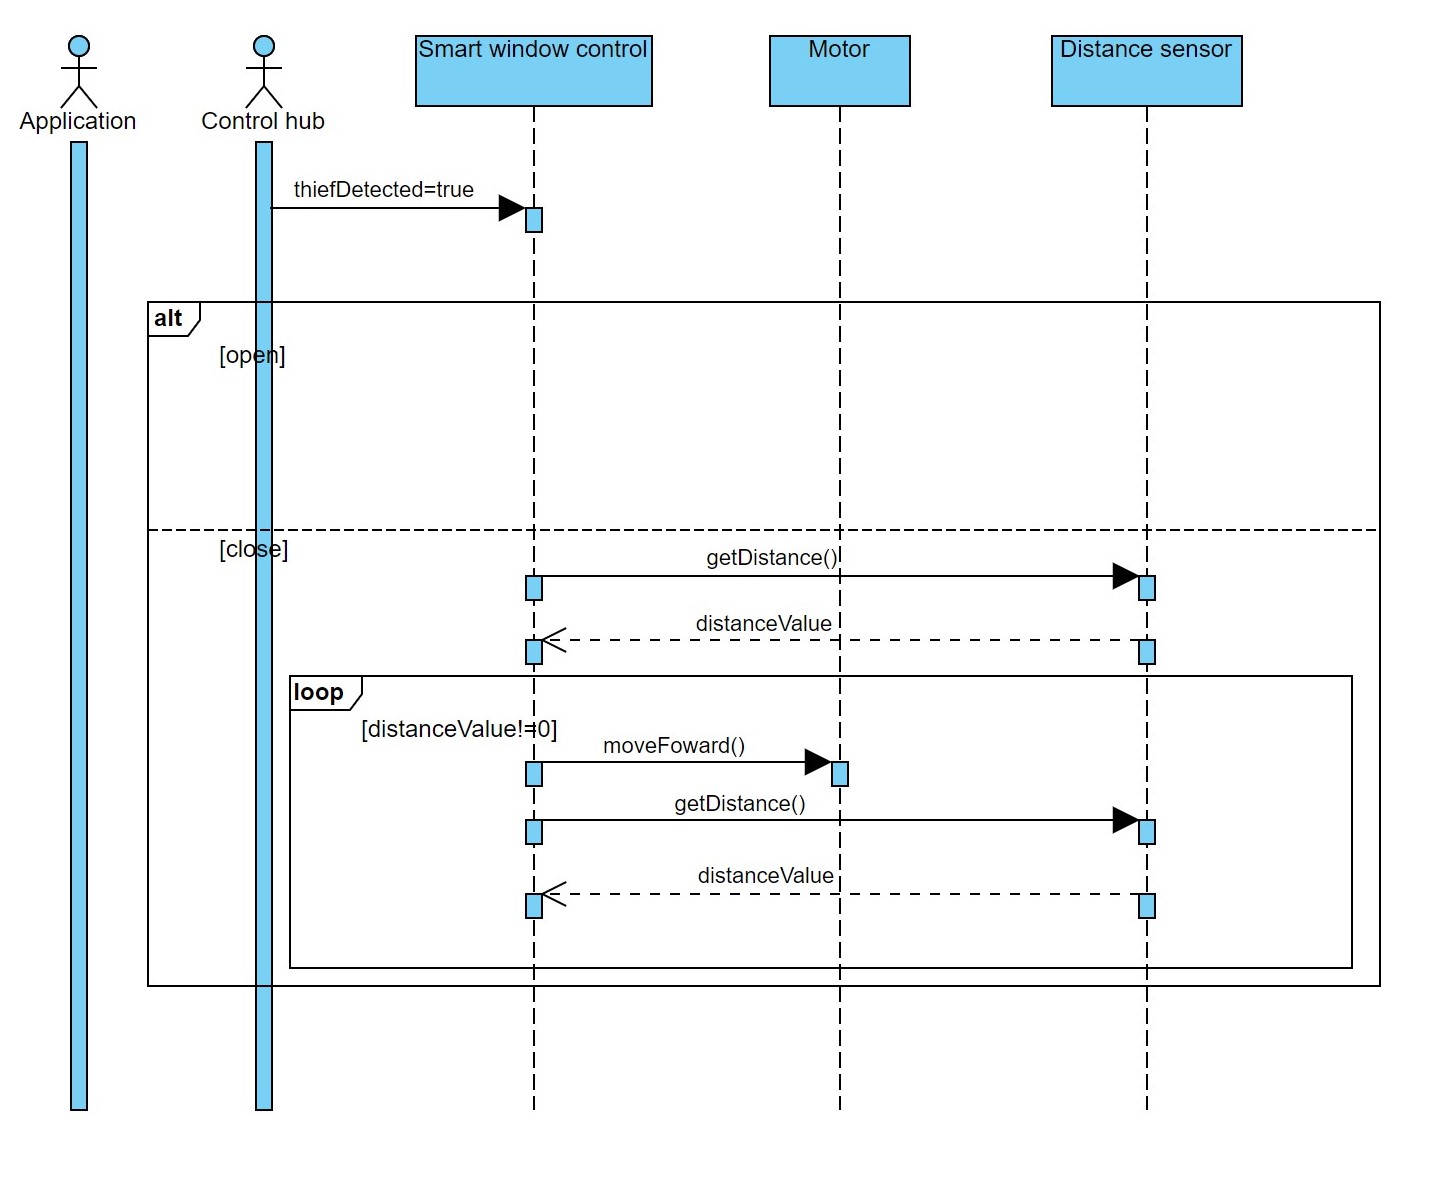 Application
Control hub
Smart window control
Motor
Distance sensor
thiefDetected=true
alt
[open]
[close]
getDistance()
distanceValue
loop
[distanceValue!=0]
moveFoward()
getDistance()
distanceValue